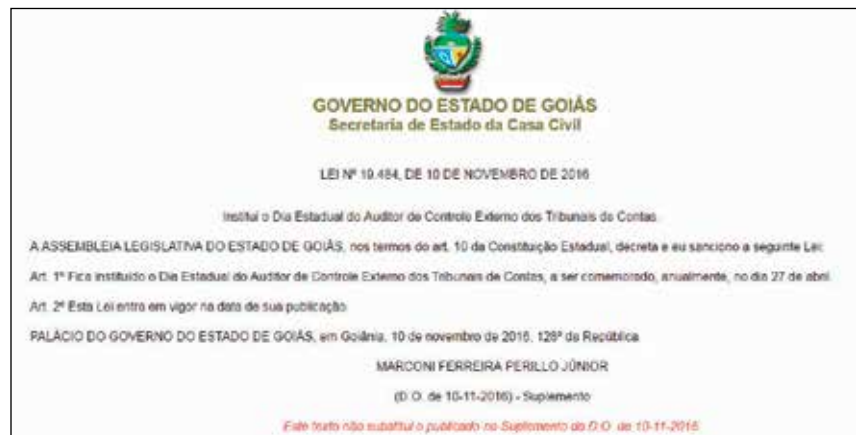 GOVERNO DO ESTADO DE GOIÁS
Secretaria de Estado da Casa Civil
LEI Nº 19.484, DE 10 DE NOVEMBRO DE 2016
Institui o Dia Estadual do Auditor de Controle Externo dos Tribunais de Contas.
A ASSEMBLEIA LEGISLATIVA DO ESTADO DE GOIÁS, nos termos do art. 10 da Constituição Estadual, decreta e eu sanciono a seguinte Lei:
Art. 1º Fica instituído o Dia Estadual do Auditor de Controle Externo dos Tribunais de Contas, a ser comemorado, anualmente, no dia 27 de abril.
Art. 2º Esta Lei entra em vigor na data de sua publicação.
PALÁCIO DO GOVERNO DO ESTADO DE GOIÁS, em Goiânia, 10 de novembro de 2016, 128º da República.
MARCONI FERREIRA PERILLO JÚNIOR
(D.O. de 10-11-2016) - Suplemento
Este texto não substitui o publicado no Suplemento do D.O. de 10-11-2016.